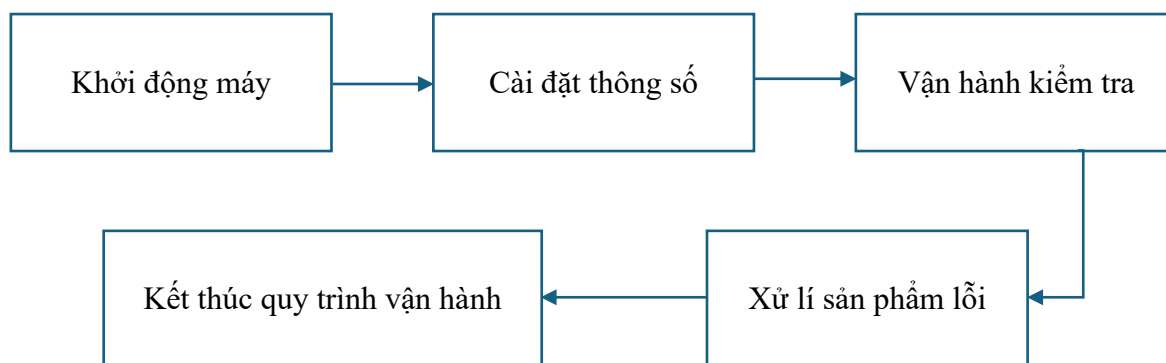 Khởi động máy
Cài đặt thông số
Vận hành kiểm tra
Xử lí sản phẩm lỗi
Kết thúc quy trình vận hành